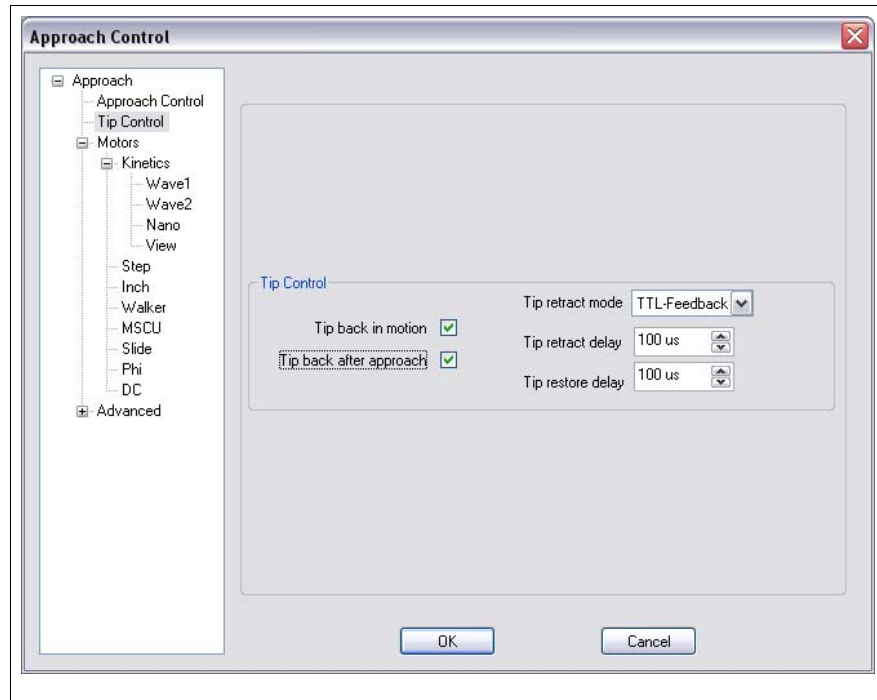 Approach Control
Approach
Approach Control
Tip Control
Motors
Kinetics
Wave1
Wave2
Nano
View
Step
Inch
Walker
MSCU
Slide
Phi
DC
Advanced
Tip Control
Tip back in motion
Tip back after approach
Tip retract mode TTL-Feedback
Tip retract delay 100 us
Tip restore delay 100 us
OK Cancel